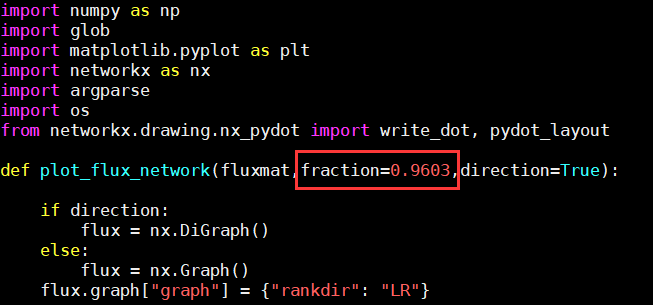 import numpy as np
import glob
import matplotlib.pyplot as plt
import networkx as nx
import argparse
import os
from networkx.drawing.nx_pydot import write_dot, pydot_layout
def plot_flux_network(fluxmat,fraction=0.9603,direction=True):
    if direction:
        flux = nx.DiGraph()
    else:
        flux = nx.Graph()
    flux.graph["graph"] = {"rankdir": "LR"}